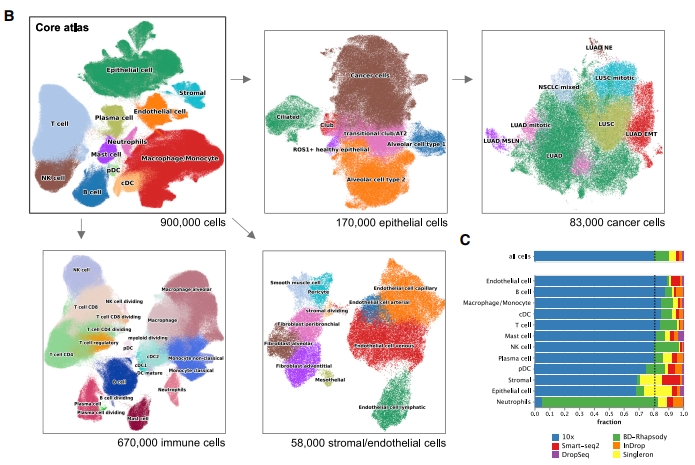 B
Core atlas
Epithelial cell
Stromal
T cell
Plasma cell
Endothelial cell
Neutrophils
Mast cell
Macrophage/Monocyte
pDC
NK cell
cDC
B cell
900,000 cells
Cancer cells
Ciliated
Club
transitional club/AT2
ROS1+ healthy epithelial
Alveolar cell type 1
Alveolar cell type 2
170,000 epithelial cells
LUAD NE
LUSC mitotic
NSCLC mixed
LUAD mitotic
LUSC
LUAD EMT
LUAD MSLN
LUAD
83,000 cancer cells
NK cell
Macrophage alveolar
NK cell dividing
T cell CD8
T cell CD8 dividing
Macrophage
T cell CD4 dividing
myeloid dividing
T cell regulatory
pDC
T cell CD4
cDC2
Monocyte non-classical
cDC1
Monocyte classical
DC mature
B cell
Neutrophils
B cell dividing
Plasma cell
Plasma cell dividing
Mast cell
670,000 immune cells
Smooth muscle cell
Pericyte
Endothelial cell capillary
Endothelial cell arterial
stromal dividing
Fibroblast peribronchial
Fibroblast alveolar
Endothelial cell venous
Fibroblast adventitial
Mesothelial
Endothelial cell lymphatic
58,000 stromal/endothelial cells
C
all cells
Endothelial cell
B cell
Macrophage/Monocyte
cDC
T cell
Mast cell
NK cell
Plasma cell
pDC
Stromal
Epithelial cell
Neutrophils
0.0 0.1 0.2 0.3 0.4 0.5 0.6 0.7 0.8 0.9 1.0
fraction
10x BD-Rhapsody
Smart-seq2 InDrop
DropSeq Singleron